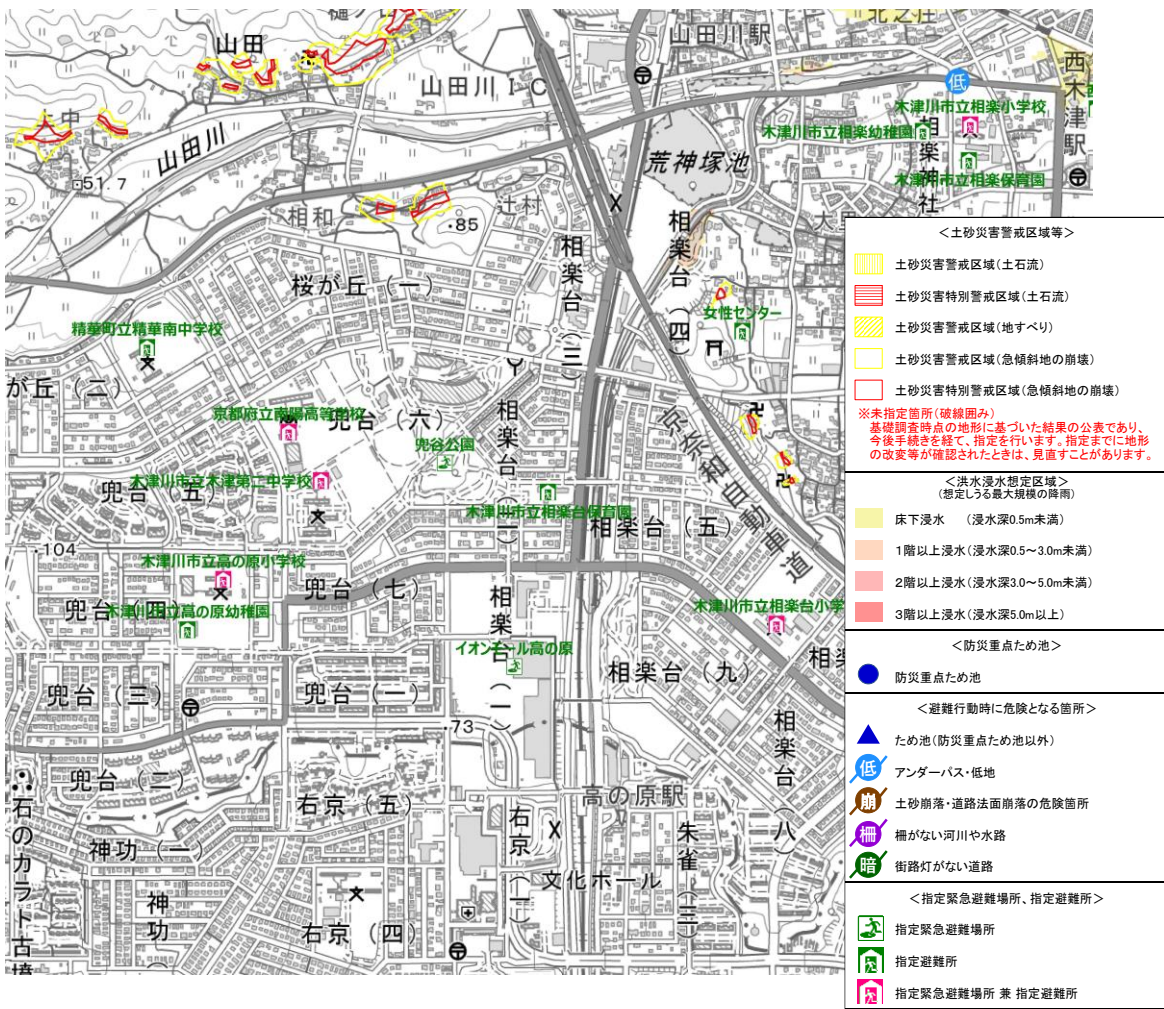 山田
樋ノ口
北之庄
山田川駅
山田川IC
西木津駅
木津川市立相楽小学校
木津川市立相楽幼稚園
相楽神社
木津川市立相楽保育園
中
山田川
51.7
荒神塚池
相和
辻村
・85
大里
相楽台(三)
相楽台(四)
桜が丘(一)
女性センター
精華町立精華南中学校
が丘(二)
京都府立南陽高等学校
兜台(六)
兜谷公園
相楽台(二)
京奈和自動車道
木津川市立木津第二中学校
兜台(五)
木津川市立相楽台保育園
相楽台(五)
・104
木津川市立高の原小学校
兜台(七)
兜台(四)
木津川市立高の原幼稚園
相楽台(一)
木津川市立相楽台小学
イオンモール高の原
相楽台(九)
相楽
兜台(三)
兜台(一)
・73
相楽台(八)
兜台(二)
高の原駅
石のカラト古墳
右京(五)
右京(一)
朱雀(三)
神功(一)
文化ホール
神功(
右京(四)
低
<土砂災害警戒区域等>
土砂災害警戒区域(土石流)
土砂災害特別警戒区域(土石流)
土砂災害警戒区域(地すべり)
土砂災害警戒区域(急傾斜地の崩壊)
土砂災害特別警戒区域(急傾斜地の崩壊)
※未指定箇所(破線囲み)
基礎調査時点の地形に基づいた結果の公表であり、
今後手続きを経て、指定を行います。指定までに地形
の改変等が確認されたときは、見直すことがあります。
<洪水浸水想定区域>
(想定しうる最大規模の降雨)
床下浸水 (浸水深0.5m未満)
1階以上浸水(浸水深0.5～3.0m未満)
2階以上浸水(浸水深3.0～5.0m未満)
3階以上浸水(浸水深5.0m以上)
<防災重点ため池>
防災重点ため池
<避難行動時に危険となる箇所>
ため池(防災重点ため池以外)
低 アンダーパス・低地
崩 土砂崩落・道路法面崩落の危険箇所
柵 柵がない河川や水路
暗 街路灯がない道路
<指定緊急避難場所、指定避難所>
指定緊急避難場所
指定避難所
指定緊急避難場所 兼 指定避難所